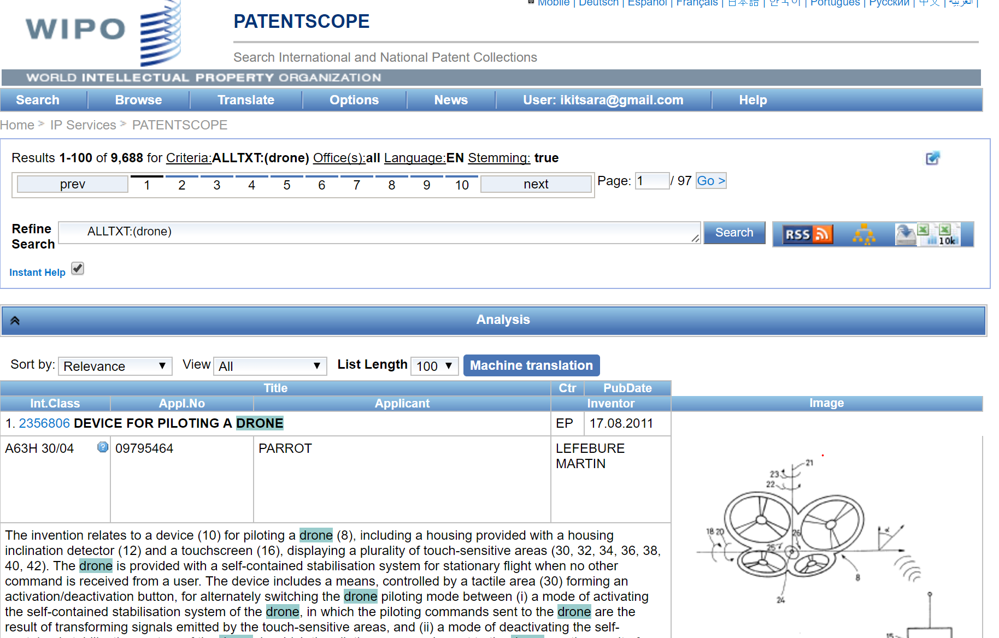 Mobile | Deutsch | Español | Français | 日本語 | 한국어 | Português | Русский | 中文 | العربية |
WIPO
PATENTSCOPE
Search International and National Patent Collections
WORLD INTELLECTUAL PROPERTY ORGANIZATION
Search Browse Translate Options News User: ikitsara@gmail.com Help
Home > IP Services > PATENTSCOPE
Results 1-100 of 9,688 for Criteria:ALLTXT:(drone) Office(s):all Language:EN Stemming: true
prev 1 2 3 4 5 6 7 8 9 10 next Page: 1 / 97 Go >
Refine Search ALLTXT:(drone) Search RSS 10k
Instant Help
Analysis
Sort by: Relevance View All List Length 100 Machine translation
Title Ctr PubDate
Int.Class Appl.No Applicant Inventor Image
1. 2356806 DEVICE FOR PILOTING A DRONE EP 17.08.2011
A63H 30/04 ? 09795464 PARROT LEFEBURE
MARTIN
21
23
22
18 20
26
25
α
8
24
15
The invention relates to a device (10) for piloting a drone (8), including a housing provided with a housing
inclination detector (12) and a touchscreen (16), displaying a plurality of touch-sensitive areas (30, 32, 34, 36, 38,
40, 42). The drone is provided with a self-contained stabilisation system for stationary flight when no other
command is received from a user. The device includes a means, controlled by a tactile area (30) forming an
activation/deactivation button, for alternately switching the drone piloting mode between (i) a mode of activating
the self-contained stabilisation system of the drone, in which the piloting commands sent to the drone are the
result of transforming signals emitted by the touch-sensitive areas, and (ii) a mode of deactivating the self-